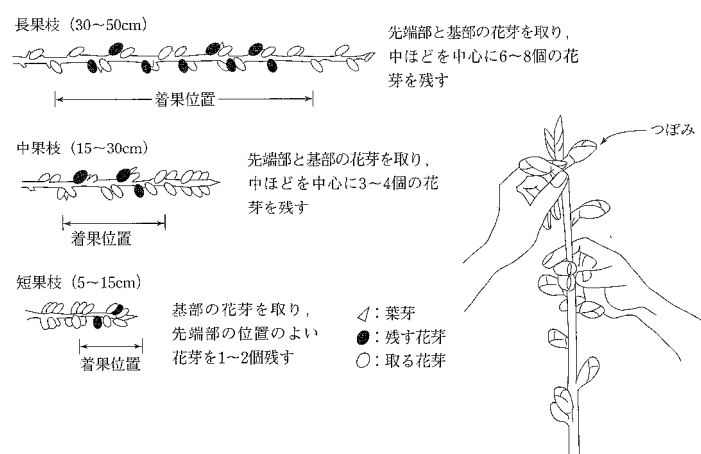 長果枝（30〜50cm）
先端部と基部の花芽を取り，
中ほどを中心に6〜8個の花
芽を残す
着果位置
つぼみ
中果枝（15〜30cm）
先端部と基部の花芽を取り，
中ほどを中心に3〜4個の花
芽を残す
着果位置
短果枝（5〜15cm）
基部の花芽を取り，
先端部の位置のよい
花芽を1〜2個残す
：葉芽
：残す花芽
：取る花芽
着果位置